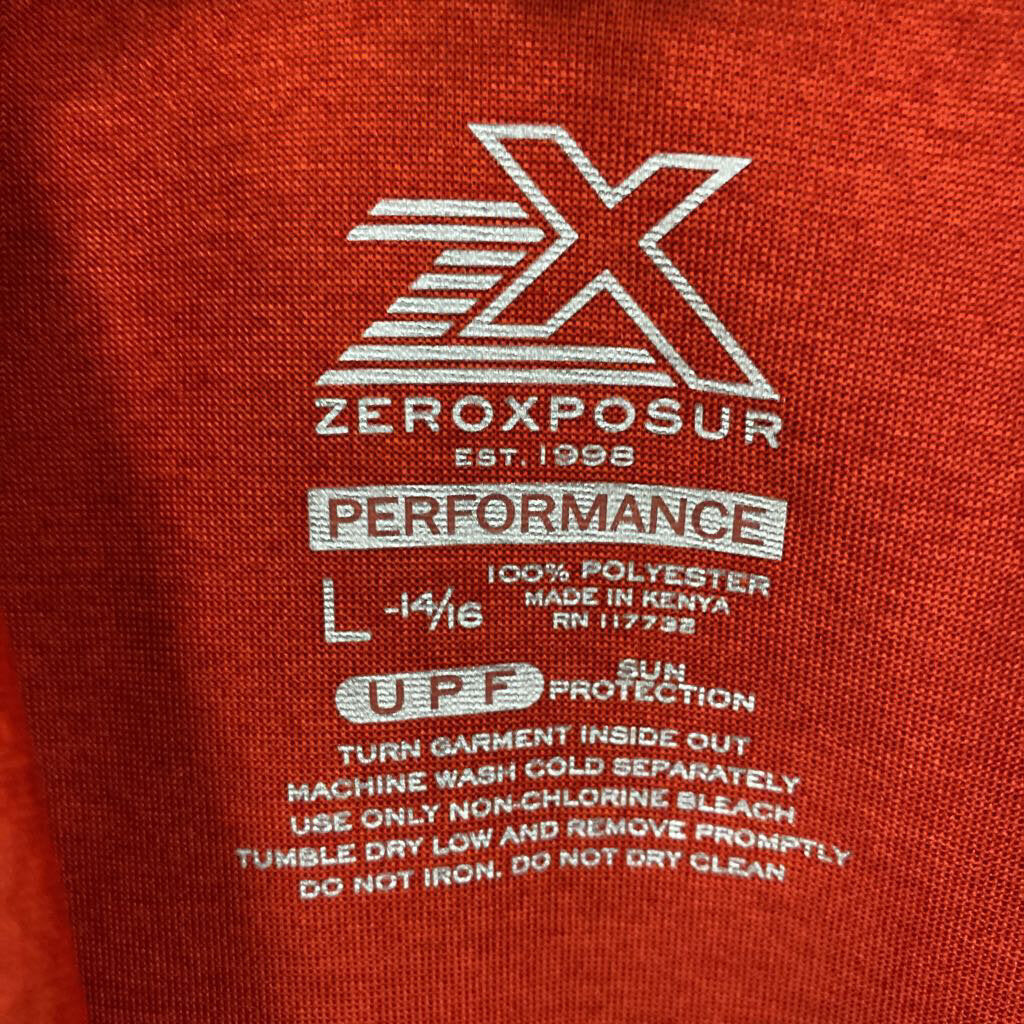 ZX
ZEROXPOSUR
EST. 1998
PERFORMANCE
L -14/16
100% POLYESTER
MADE IN KENYA
RN 117738
UPF
SUN
PROTECTION
TURN GARMENT INSIDE OUT
MACHINE WASH COLD SEPARATELY
USE ONLY NON-CHLORINE BLEACH
TUMBLE DRY LOW AND REMOVE PROMPTLY
DO NOT IRON. DO NOT DRY CLEAN